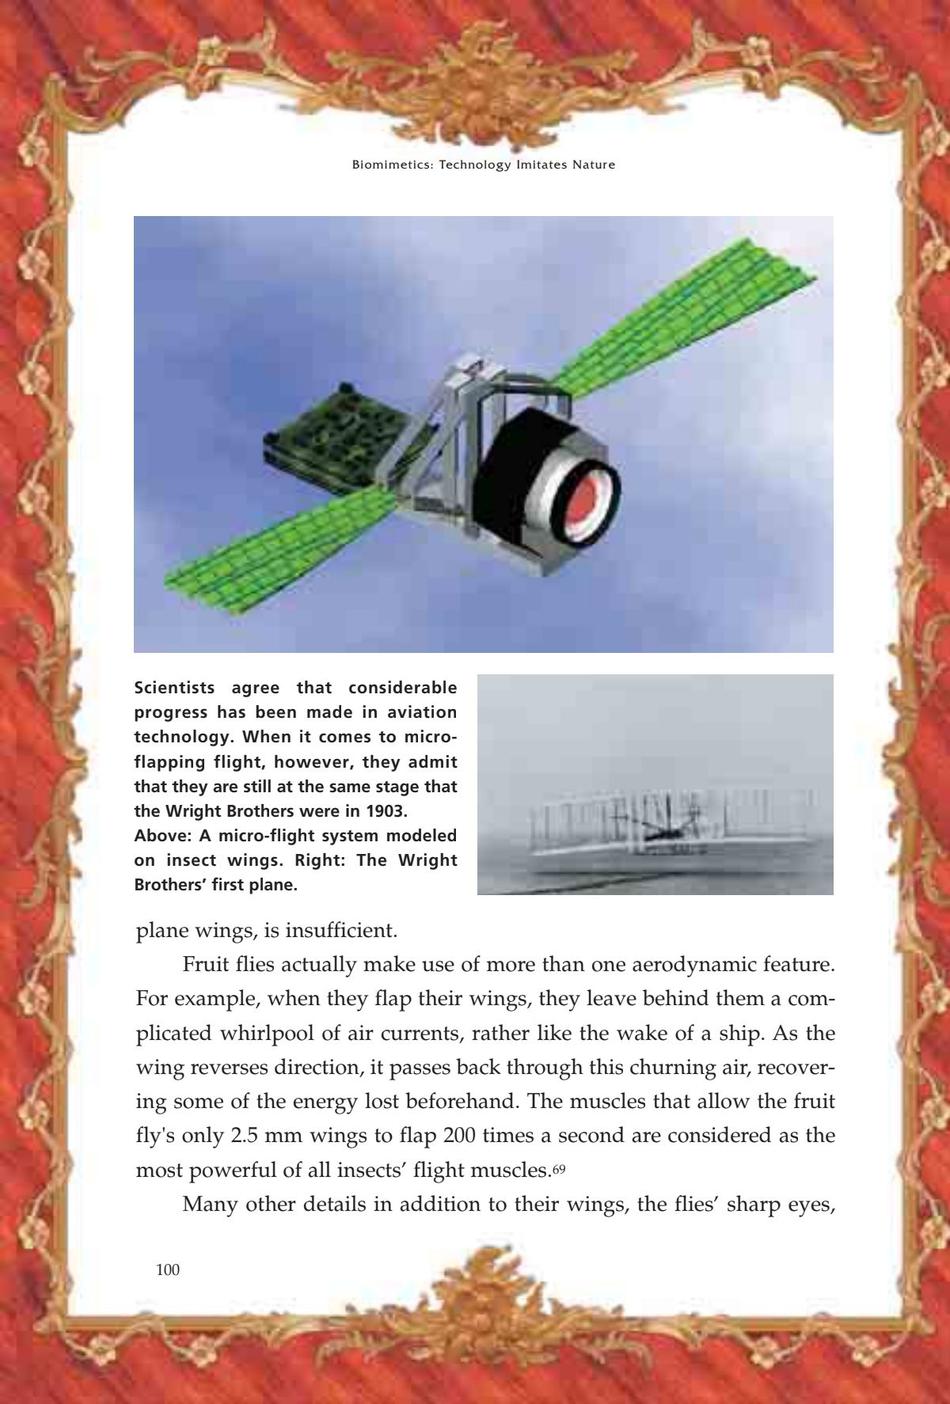 Biomimetics: Technology Imitates Nature
Scientists agree that considerable
progress has been made in aviation
technology. When it comes to micro-
flapping flight, however, they admit
that they are still at the same stage that
the Wright Brothers were in 1903.
Above: A micro-flight system modeled
on insect wings. Right: The Wright
Brothers’ first plane.
plane wings, is insufficient.
Fruit flies actually make use of more than one aerodynamic feature.
For example, when they flap their wings, they leave behind them a com-
plicated whirlpool of air currents, rather like the wake of a ship. As the
wing reverses direction, it passes back through this churning air, recover-
ing some of the energy lost beforehand. The muscles that allow the fruit
fly's only 2.5 mm wings to flap 200 times a second are considered as the
most powerful of all insects’ flight muscles.69
Many other details in addition to their wings, the flies’ sharp eyes,
100